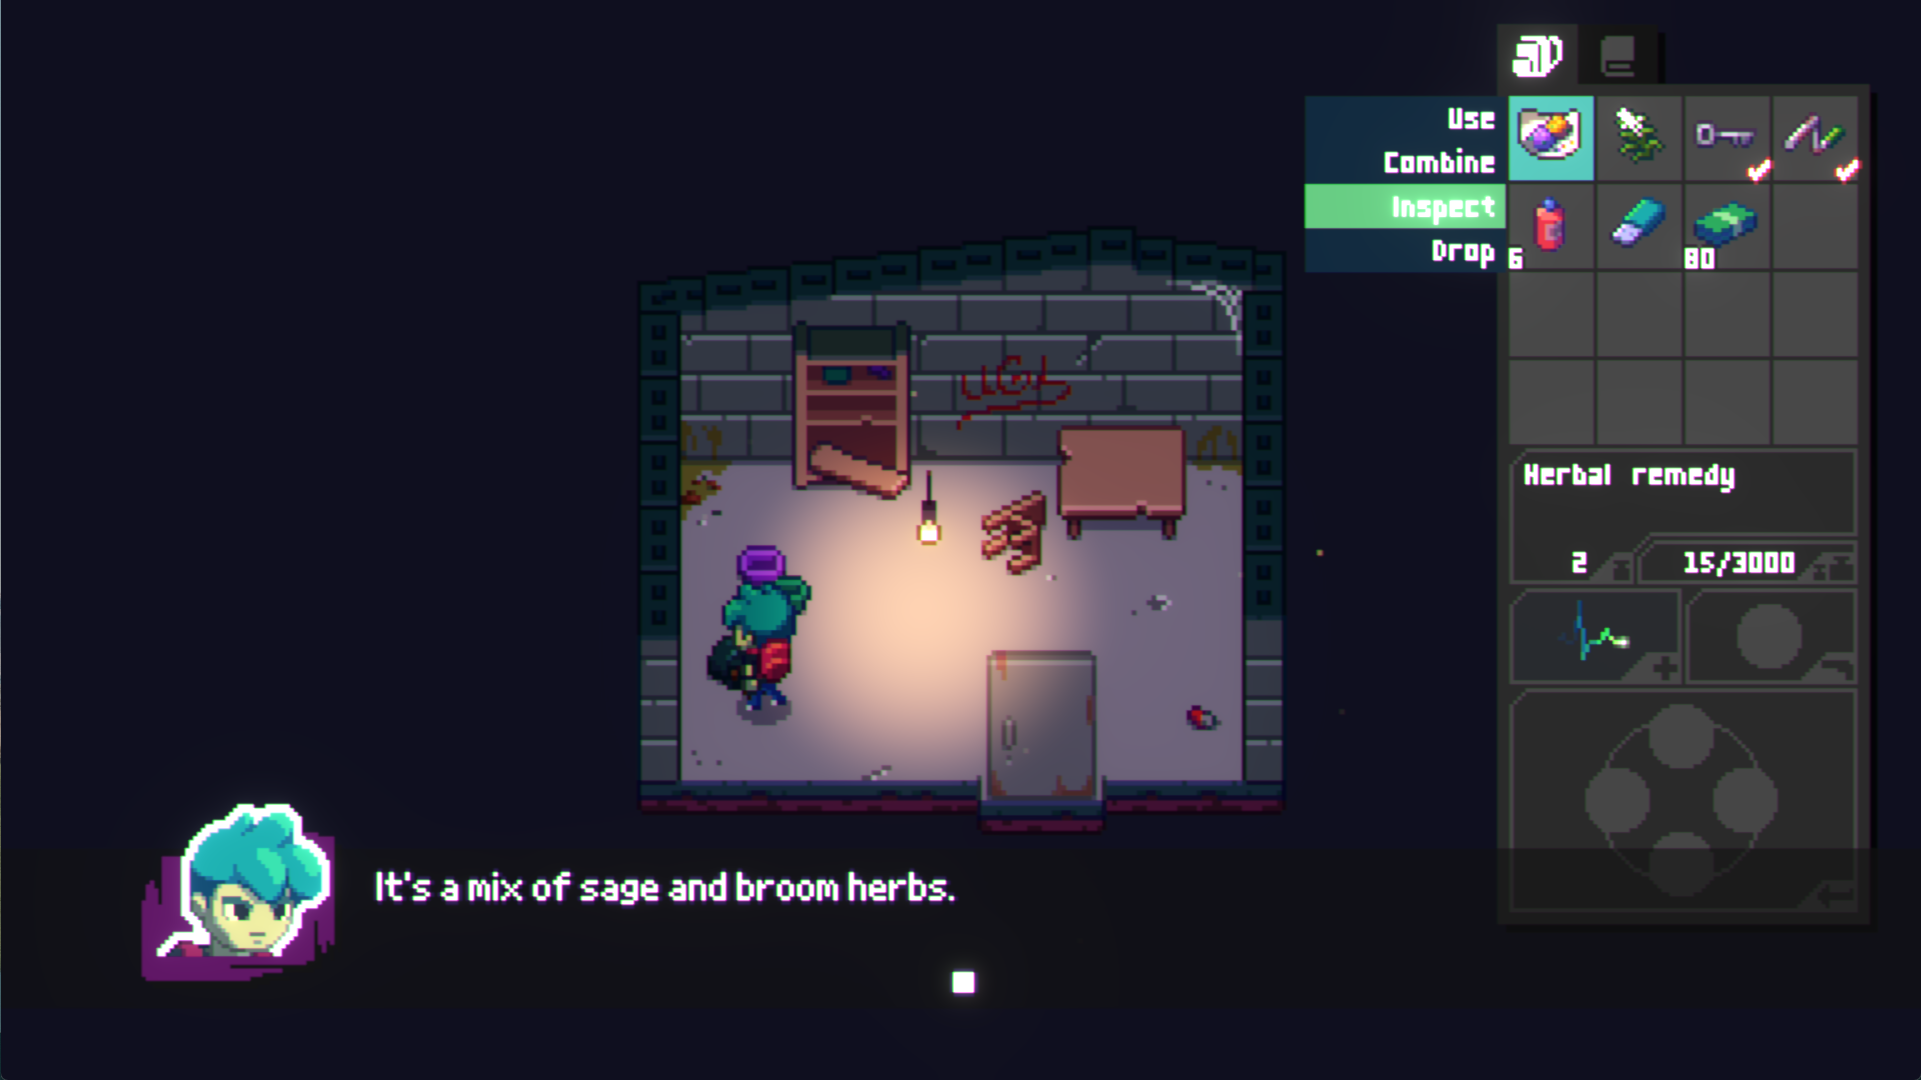 Use
Combine
Inspect
Drop
6
80
Herbal remedy
2
15/3000
It's a mix of sage and broom herbs.